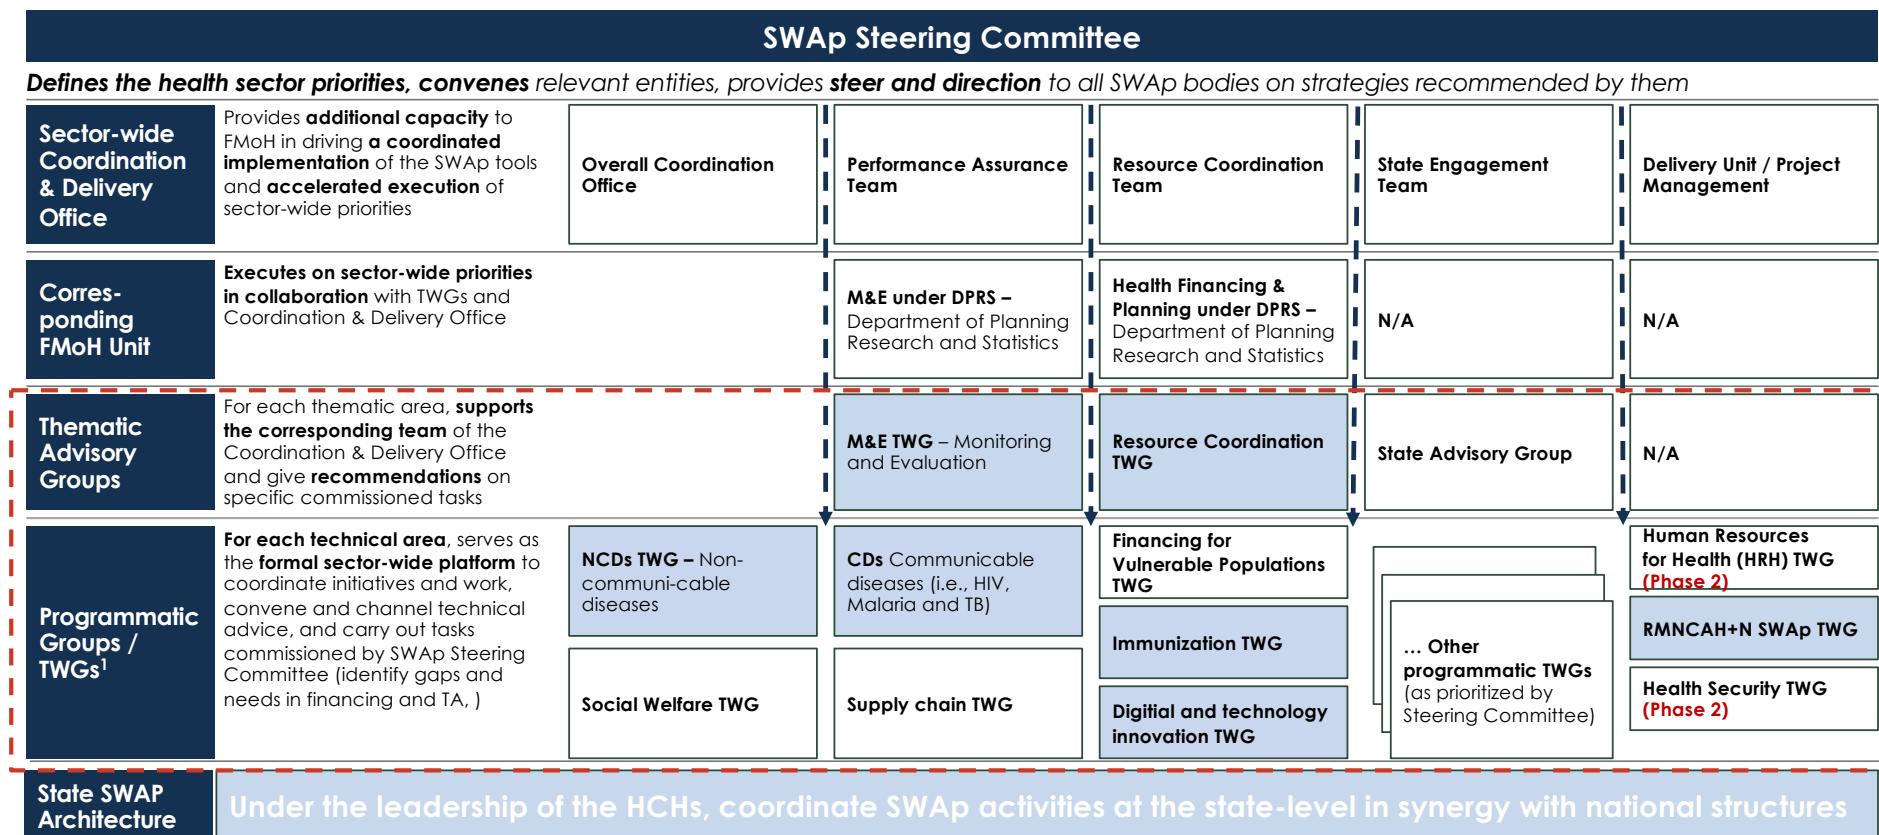 SWAp Steering Committee
Defines the health sector priorities, convenes relevant entities, provides steer and direction to all SWAp bodies on strategies recommended by them
Sector-wide
Coordination
& Delivery
Office
Provides additional capacity to
FMoH in driving a coordinated
implementation of the SWAp tools
and accelerated execution of
sector-wide priorities
Overall Coordination
Office
Performance Assurance
Team
Resource Coordination
Team
State Engagement
Team
Delivery Unit / Project
Management
Corres-
ponding
FMoH Unit
Executes on sector-wide priorities
in collaboration with TWGs and
Coordination & Delivery Office
M&E under DPRS –
Department of Planning
Research and Statistics
Health Financing &
Planning under DPRS –
Department of Planning
Research and Statistics
N/A
N/A
Thematic
Advisory
Groups
For each thematic area, supports
the corresponding team of the
Coordination & Delivery Office
and give recommendations on
specific commissioned tasks
M&E TWG – Monitoring
and Evaluation
Resource Coordination
TWG
State Advisory Group
N/A
Programmatic
Groups /
TWGs1
For each technical area, serves as
the formal sector-wide platform to
coordinate initiatives and work,
convene and channel technical
advice, and carry out tasks
commissioned by SWAp Steering
Committee (identify gaps and
needs in financing and TA, )
NCDs TWG – Non-
communi-cable
diseases
Social Welfare TWG
CDs Communicable
diseases (i.e., HIV,
Malaria and TB)
Supply chain TWG
Financing for
Vulnerable Populations
TWG
Immunization TWG
Digitial and technology
innovation TWG
... Other
programmatic TWGs
(as prioritized by
Steering Committee)
Human Resources
for Health (HRH) TWG
(Phase 2)
RMNCAH+N SWAp TWG
Health Security TWG
(Phase 2)
State SWAP
Architecture
Under the leadership of the HCHs, coordinate SWAp activities at the state-level in synergy with national structures